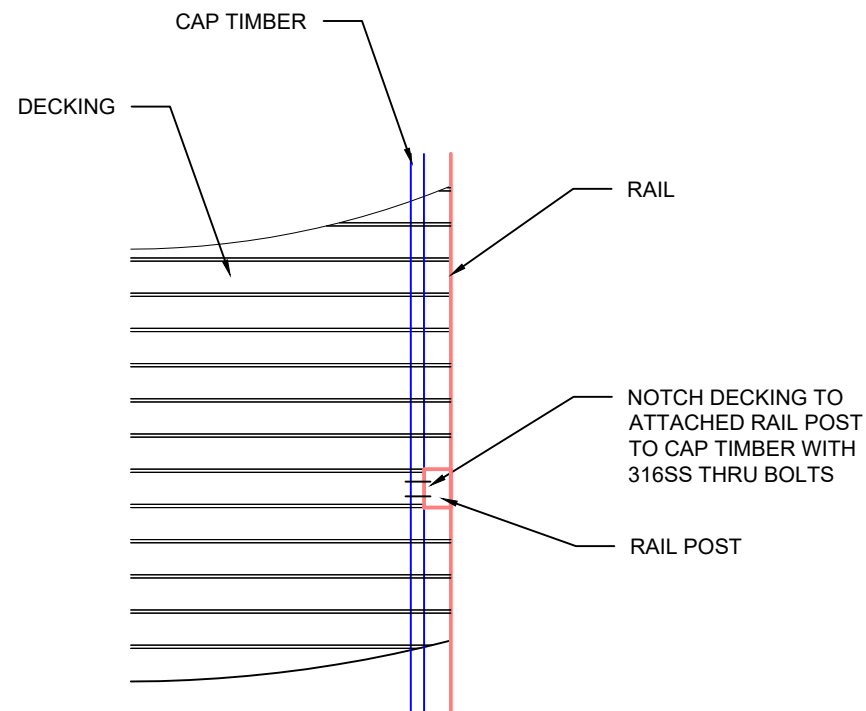 CAP TIMBER
DECKING
RAIL
NOTCH DECKING TO
ATTACHED RAIL POST
TO CAP TIMBER WITH
316SS THRU BOLTS
RAIL POST